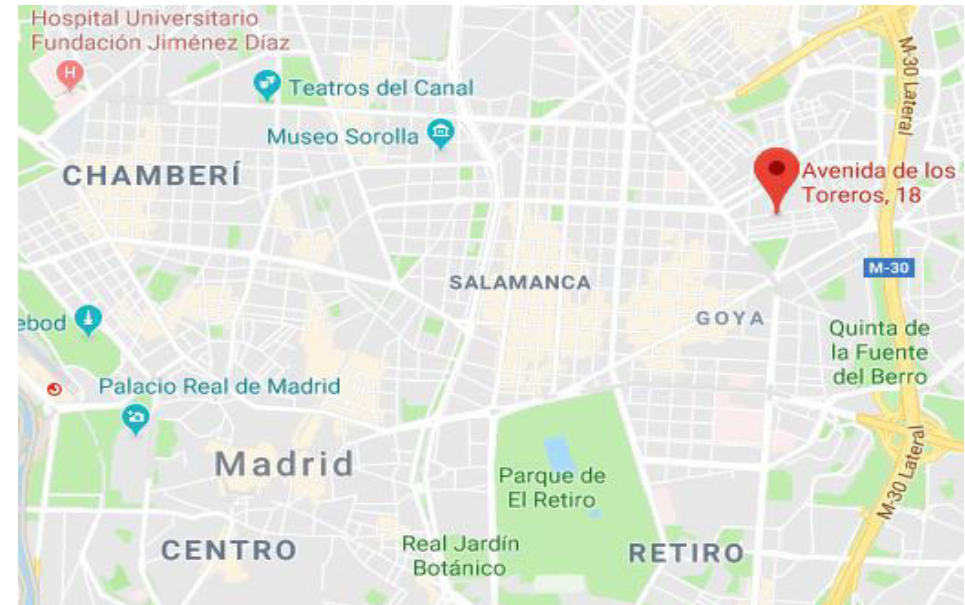 Hospital Universitario
Fundación Jiménez Díaz
H
Teatros del Canal
M-30 Lateral
Museo Sorolla
CHAMBERÍ
Avenida de los
Toreros, 18
M-30
SALAMANCA
GOYA
ebod
Quinta de
la Fuente
del Berro
Palacio Real de Madrid
Madrid
Parque de
El Retiro
M-30 Lateral
CENTRO
Real Jardín
Botánico
RETIRO